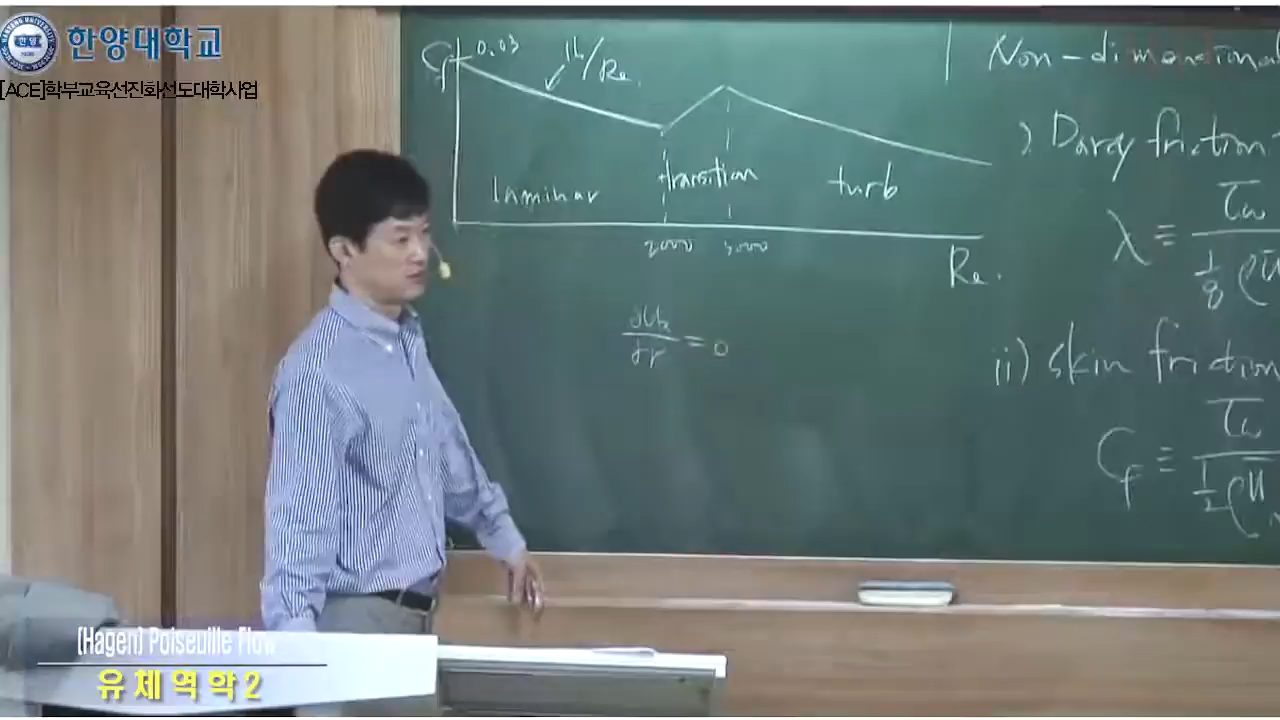 한양대학교
[ACE]학부교육선진화선도대학사업
Cf 0.03 16/Re
laminar transition turb
2000 3000
Re.
∂Uz/∂r = 0
Non-dimensional
) Darcy friction
λ ≡ τw / 1/8 ρū
ii) skin friction
Cf ≡ τw / 1/2 ρū
(Hagen) Poiseuille Flow
유체역학2